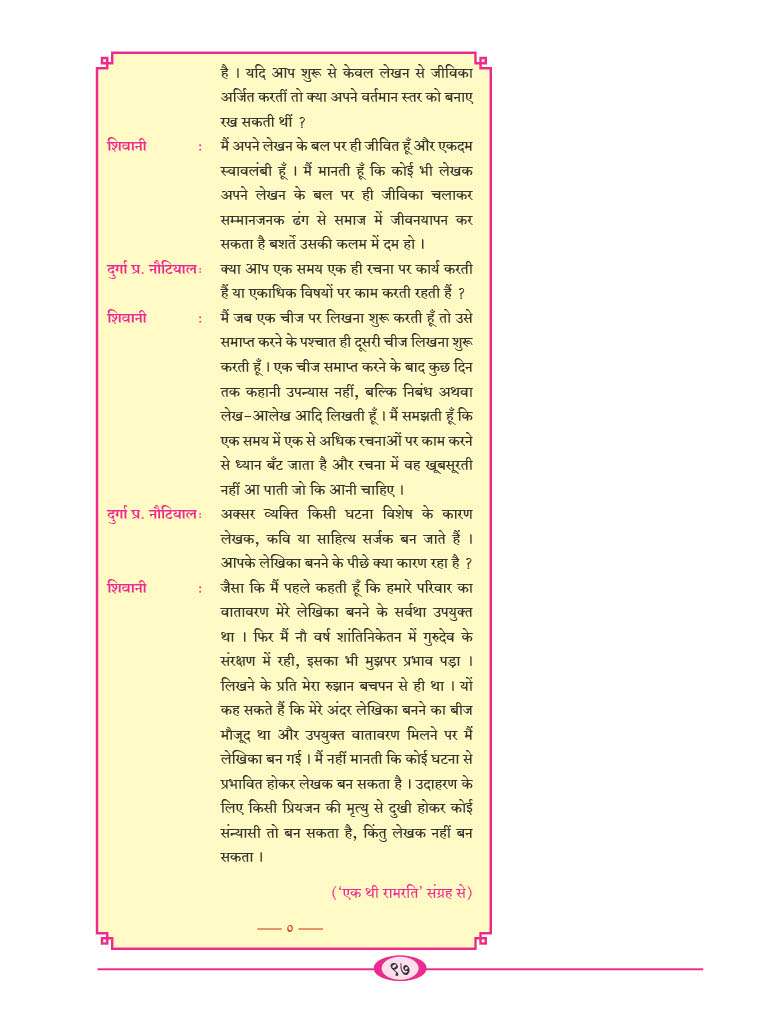 है । यदि आप शुरू से केवल लेखन से जीविका
अर्जित करतीं तो क्या अपने वर्तमान स्तर को बनाए
रख सकती थीं ?
शिवानी : मैं अपने लेखन के बल पर ही जीवित हूँ और एकदम
स्वावलंबी हूँ । मैं मानती हूँ कि कोई भी लेखक
अपने लेखन के बल पर ही जीविका चलाकर
सम्मानजनक ढंग से समाज में जीवनयापन कर
सकता है बशर्ते उसकी कलम में दम हो ।
दुर्गा प्र. नौटियाल: क्या आप एक समय एक ही रचना पर कार्य करती
हैं या एकाधिक विषयों पर काम करती रहती हैं ?
शिवानी : मैं जब एक चीज पर लिखना शुरू करती हूँ तो उसे
समाप्त करने के पश्चात ही दूसरी चीज लिखना शुरू
करती हूँ । एक चीज समाप्त करने के बाद कुछ दिन
तक कहानी उपन्यास नहीं, बल्कि निबंध अथवा
लेख-आलेख आदि लिखती हूँ । मैं समझती हूँ कि
एक समय में एक से अधिक रचनाओं पर काम करने
से ध्यान बँट जाता है और रचना में वह खूबसूरती
नहीं आ पाती जो कि आनी चाहिए ।
दुर्गा प्र. नौटियाल: अक्सर व्यक्ति किसी घटना विशेष के कारण
लेखक, कवि या साहित्य सर्जक बन जाते हैं ।
आपके लेखिका बनने के पीछे क्या कारण रहा है ?
शिवानी : जैसा कि मैं पहले कहती हूँ कि हमारे परिवार का
वातावरण मेरे लेखिका बनने के सर्वथा उपयुक्त
था । फिर मैं नौ वर्ष शांतिनिकेतन में गुरुदेव के
संरक्षण में रही, इसका भी मुझपर प्रभाव पड़ा ।
लिखने के प्रति मेरा रुझान बचपन से ही था । यों
कह सकते हैं कि मेरे अंदर लेखिका बनने का बीज
मौजूद था और उपयुक्त वातावरण मिलने पर मैं
लेखिका बन गई । मैं नहीं मानती कि कोई घटना से
प्रभावित होकर लेखक बन सकता है । उदाहरण के
लिए किसी प्रियजन की मृत्यु से दुखी होकर कोई
संन्यासी तो बन सकता है, किंतु लेखक नहीं बन
सकता ।
(‘एक थी रामरति’ संग्रह से)
—— ० ——
९७